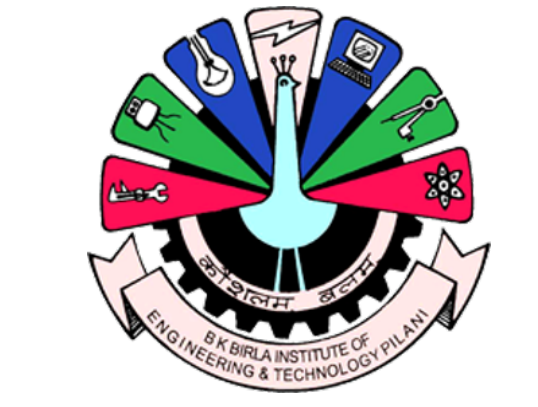 कौशलम् बलम
B K BIRLA INSTITUTE OF
ENGINEERING & TECHNOLOGY PILANI